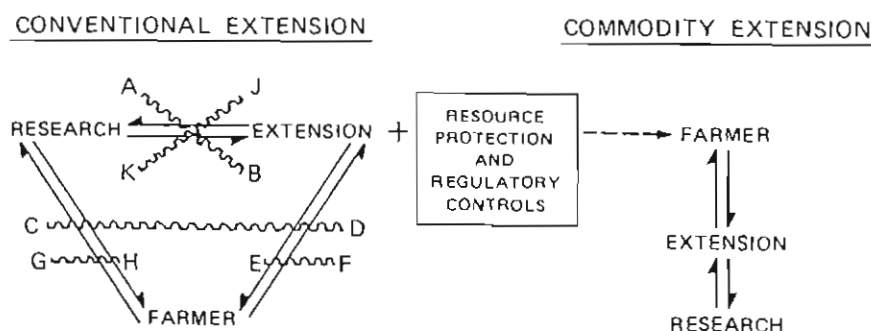 CONVENTIONAL EXTENSION
COMMODITY EXTENSION
A
J
RESEARCH
EXTENSION
+
RESOURCE
PROTECTION
AND
REGULATORY
CONTROLS
FARMER
K
B
C
D
EXTENSION
G
H
E
F
FARMER
RESEARCH